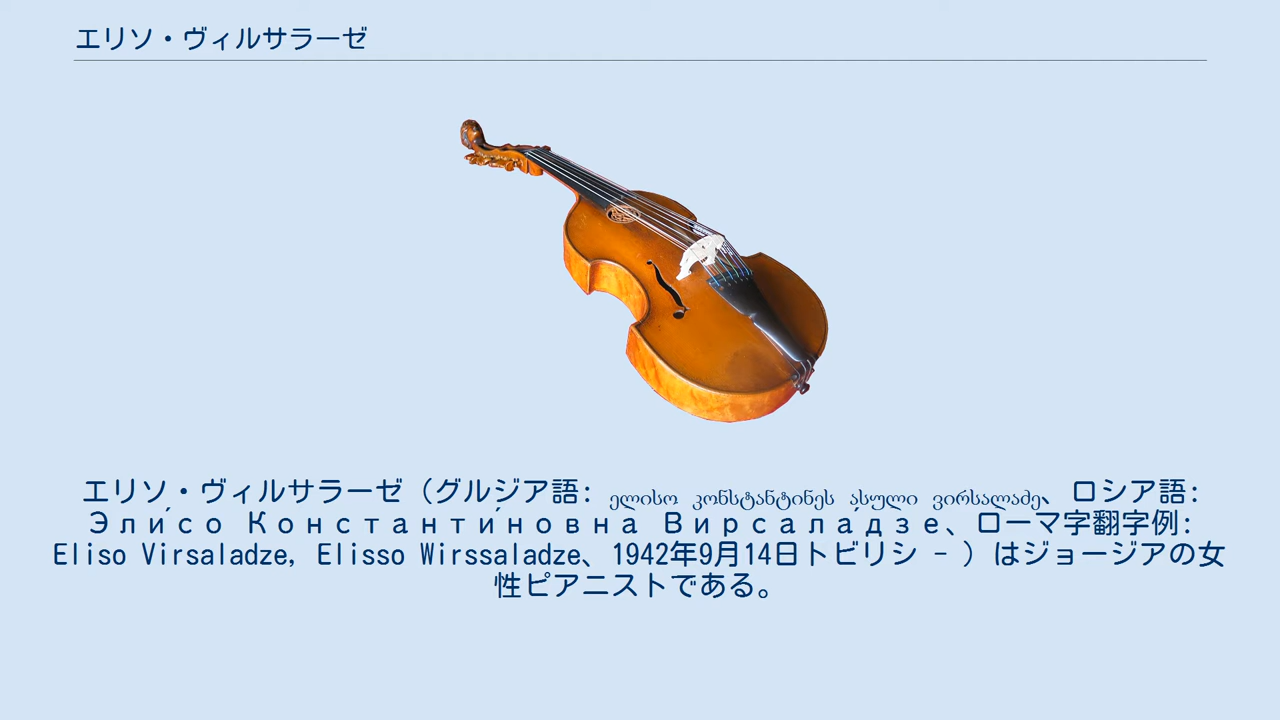 エリソ・ヴィルサラーゼ
エリソ・ヴィルサラーゼ（グルジア語: ელისო კონსტანტინეს ასული ვირსალაძე、ロシア語:
Эли́со Константи́новна Вирсала́дзе、ローマ字翻字例:
Eliso Virsaladze, Elisso Wirssaladze、1942年9月14日トビリシ - ）はジョージアの女
性ピアニストである。